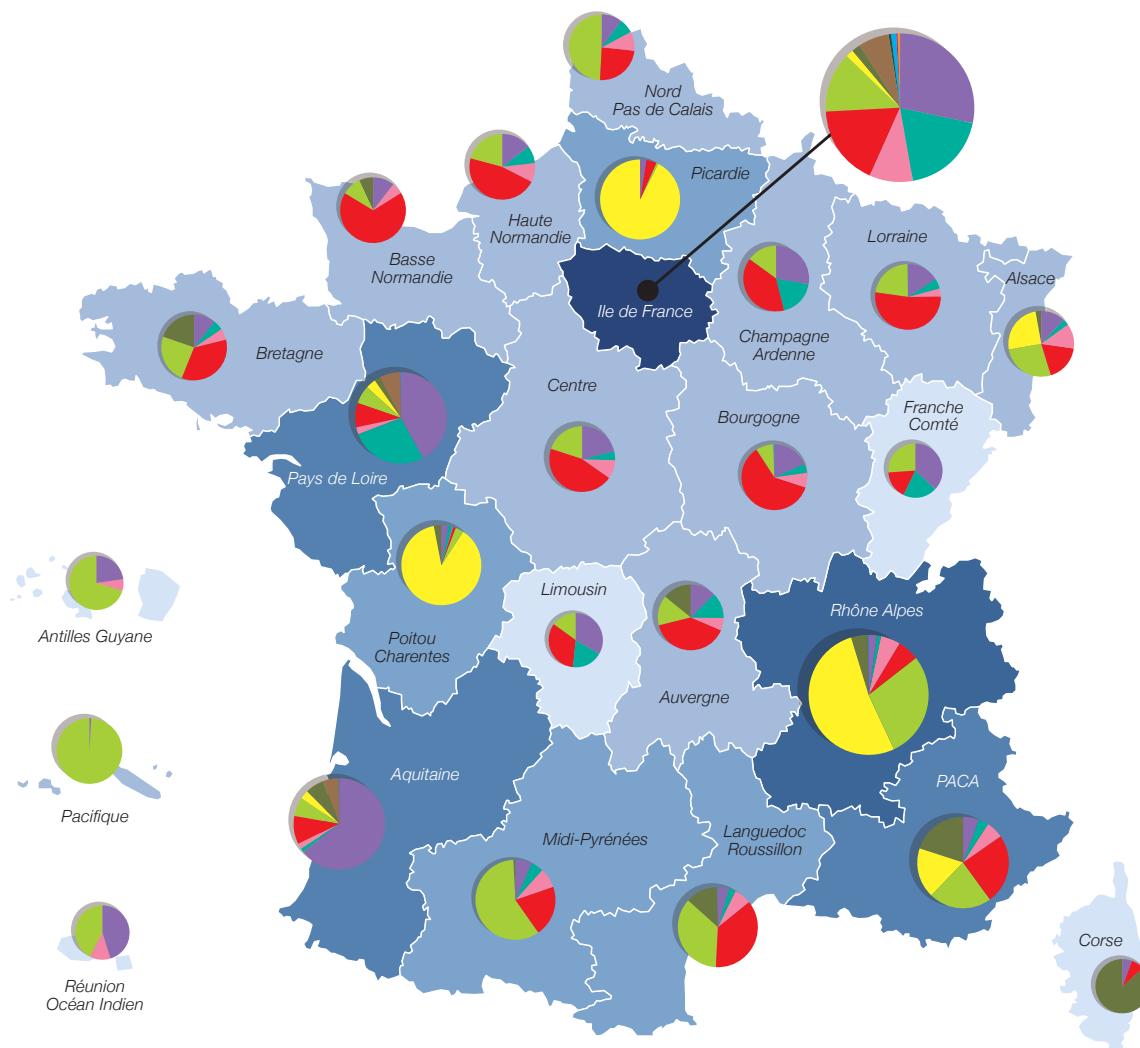 Nord
Pas de Calais
Picardie
Haute
Normandie
Basse
Normandie
Lorraine
Alsace
Ile de France
Champagne
Ardenne
Bretagne
Centre
Bourgogne
Franche
Comté
Pays de Loire
Limousin
Rhône Alpes
Antilles Guyane
Poitou
Charentes
Auvergne
Aquitaine
PACA
Pacifique
Midi-Pyrénées
Languedoc
Roussillon
Corse
Réunion
Océan Indien